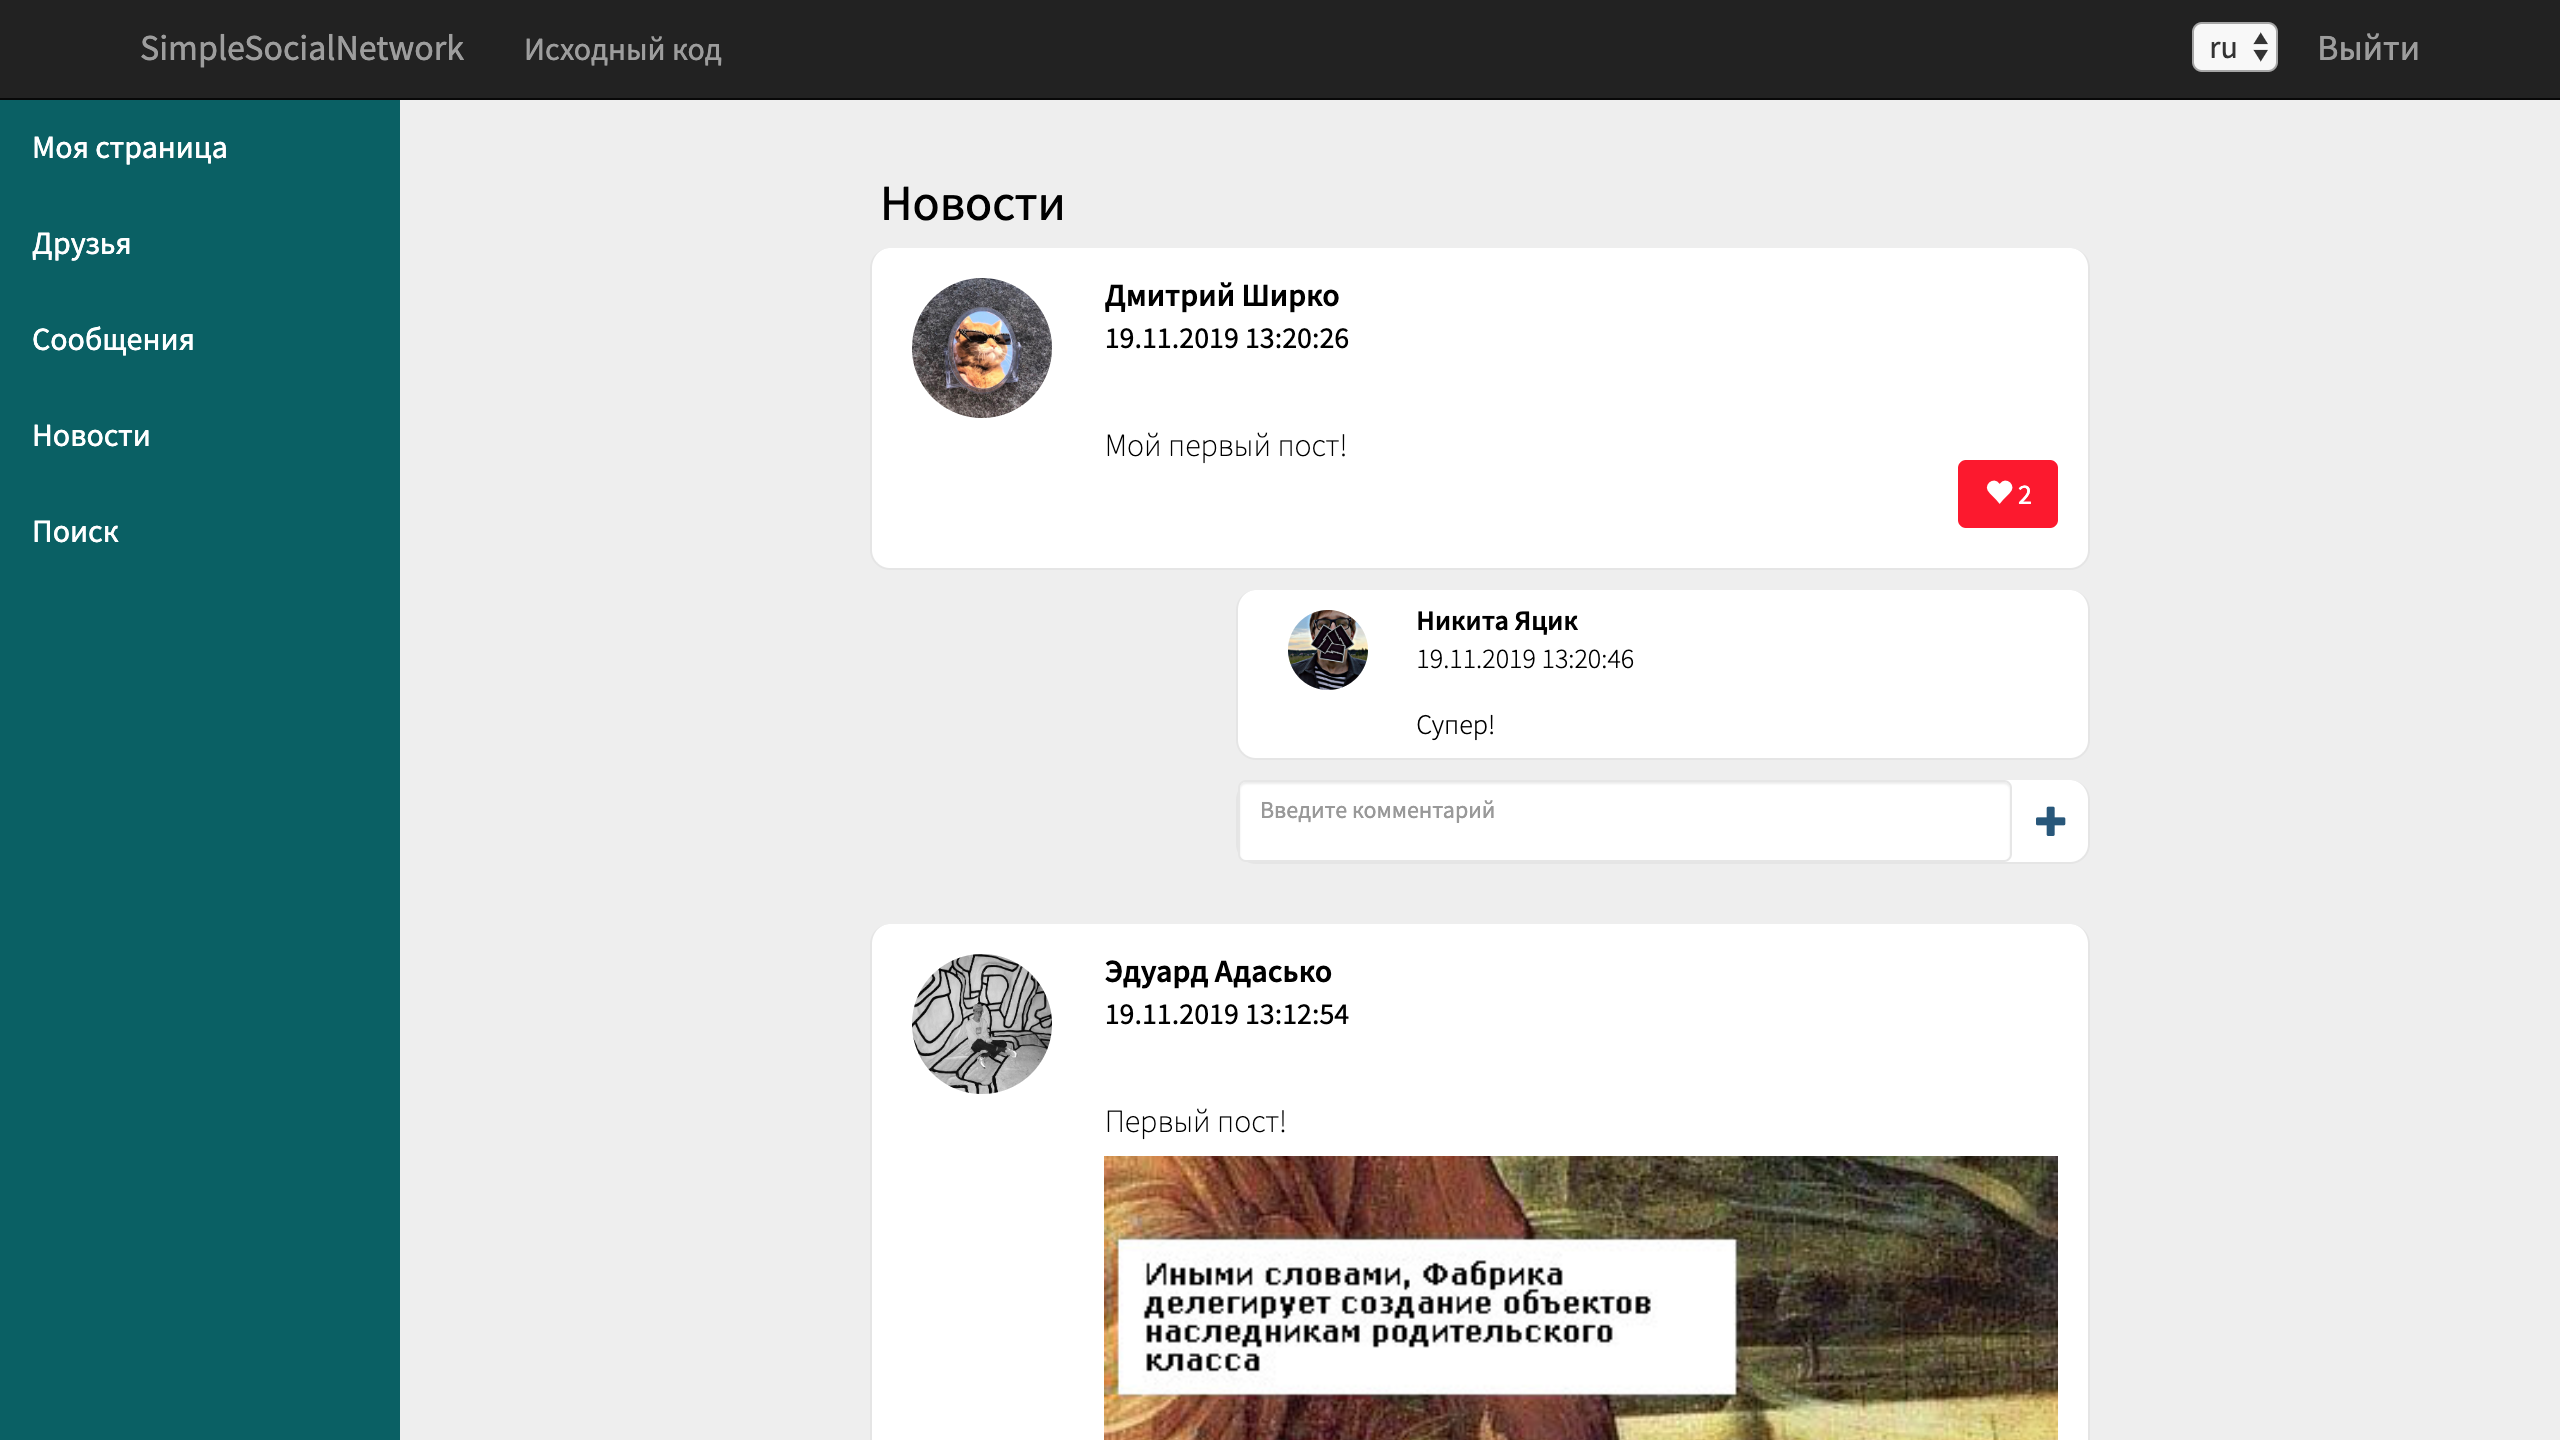 SimpleSocialNetwork
Исходный код
ru
Выйти
Моя страница
Друзья
Сообщения
Новости
Поиск
Новости
Дмитрий Ширко
19.11.2019 13:20:26
Мой первый пост!
2
Никита Яцик
19.11.2019 13:20:46
Супер!
Введите комментарий
Эдуард Адасько
19.11.2019 13:12:54
Первый пост!
Иными словами, Фабрика
делегирует создание объектов
наследникам родительского
класса